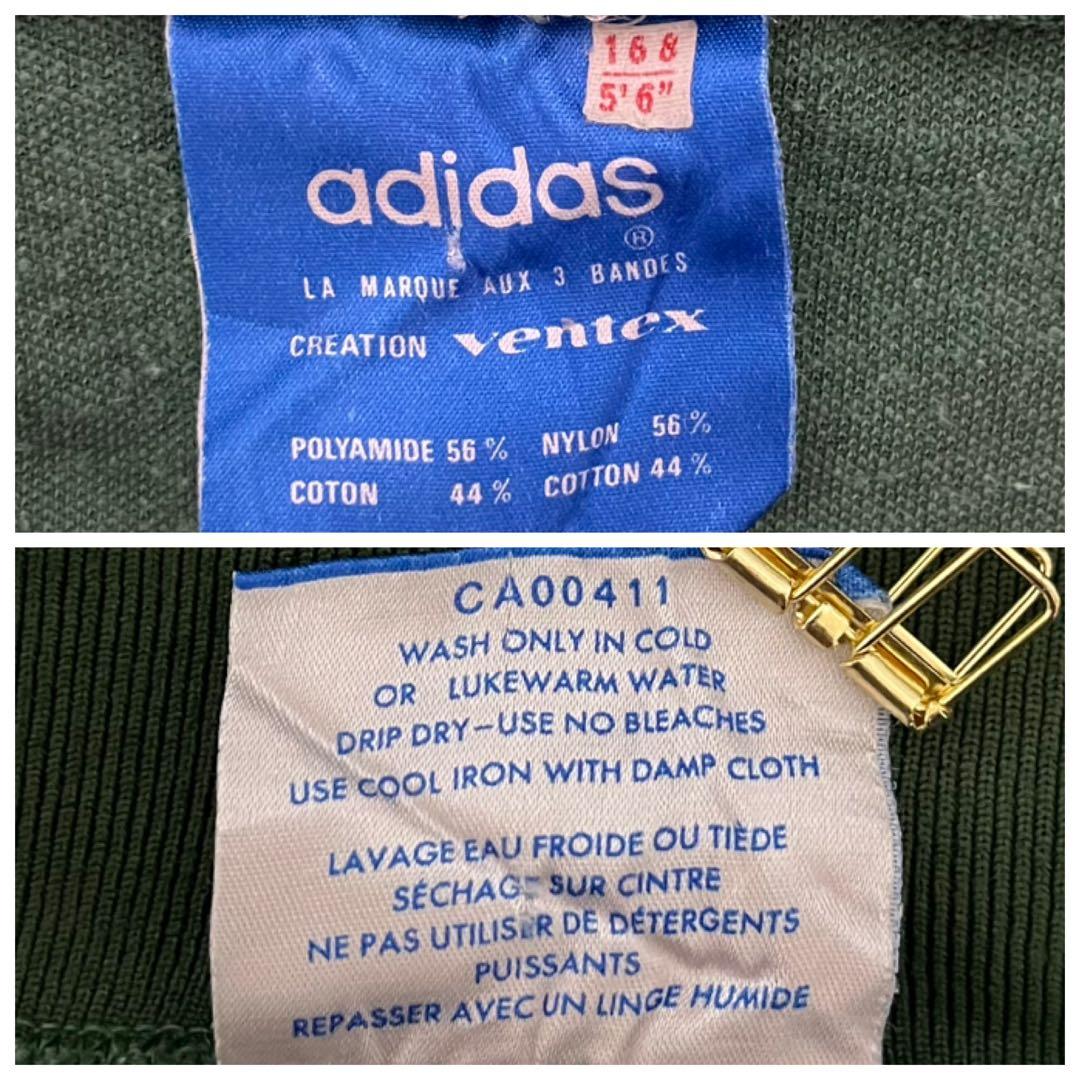 168
5'6"
adidas
®
LA MARQUE AUX 3 BANDES
CREATION ventex
POLYAMIDE 56% NYLON 56%
COTON 44% COTTON 44%
CA00411
WASH ONLY IN COLD
OR LUKEWARM WATER
DRIP DRY-USE NO BLEACHES
USE COOL IRON WITH DAMP CLOTH
LAVAGE EAU FROIDE OU TIÈDE
SÉCHAGE SUR CINTRE
NE PAS UTILISER DE DÉTERGENTS
PUISSANTS
REPASSER AVEC UN LINGE HUMIDE